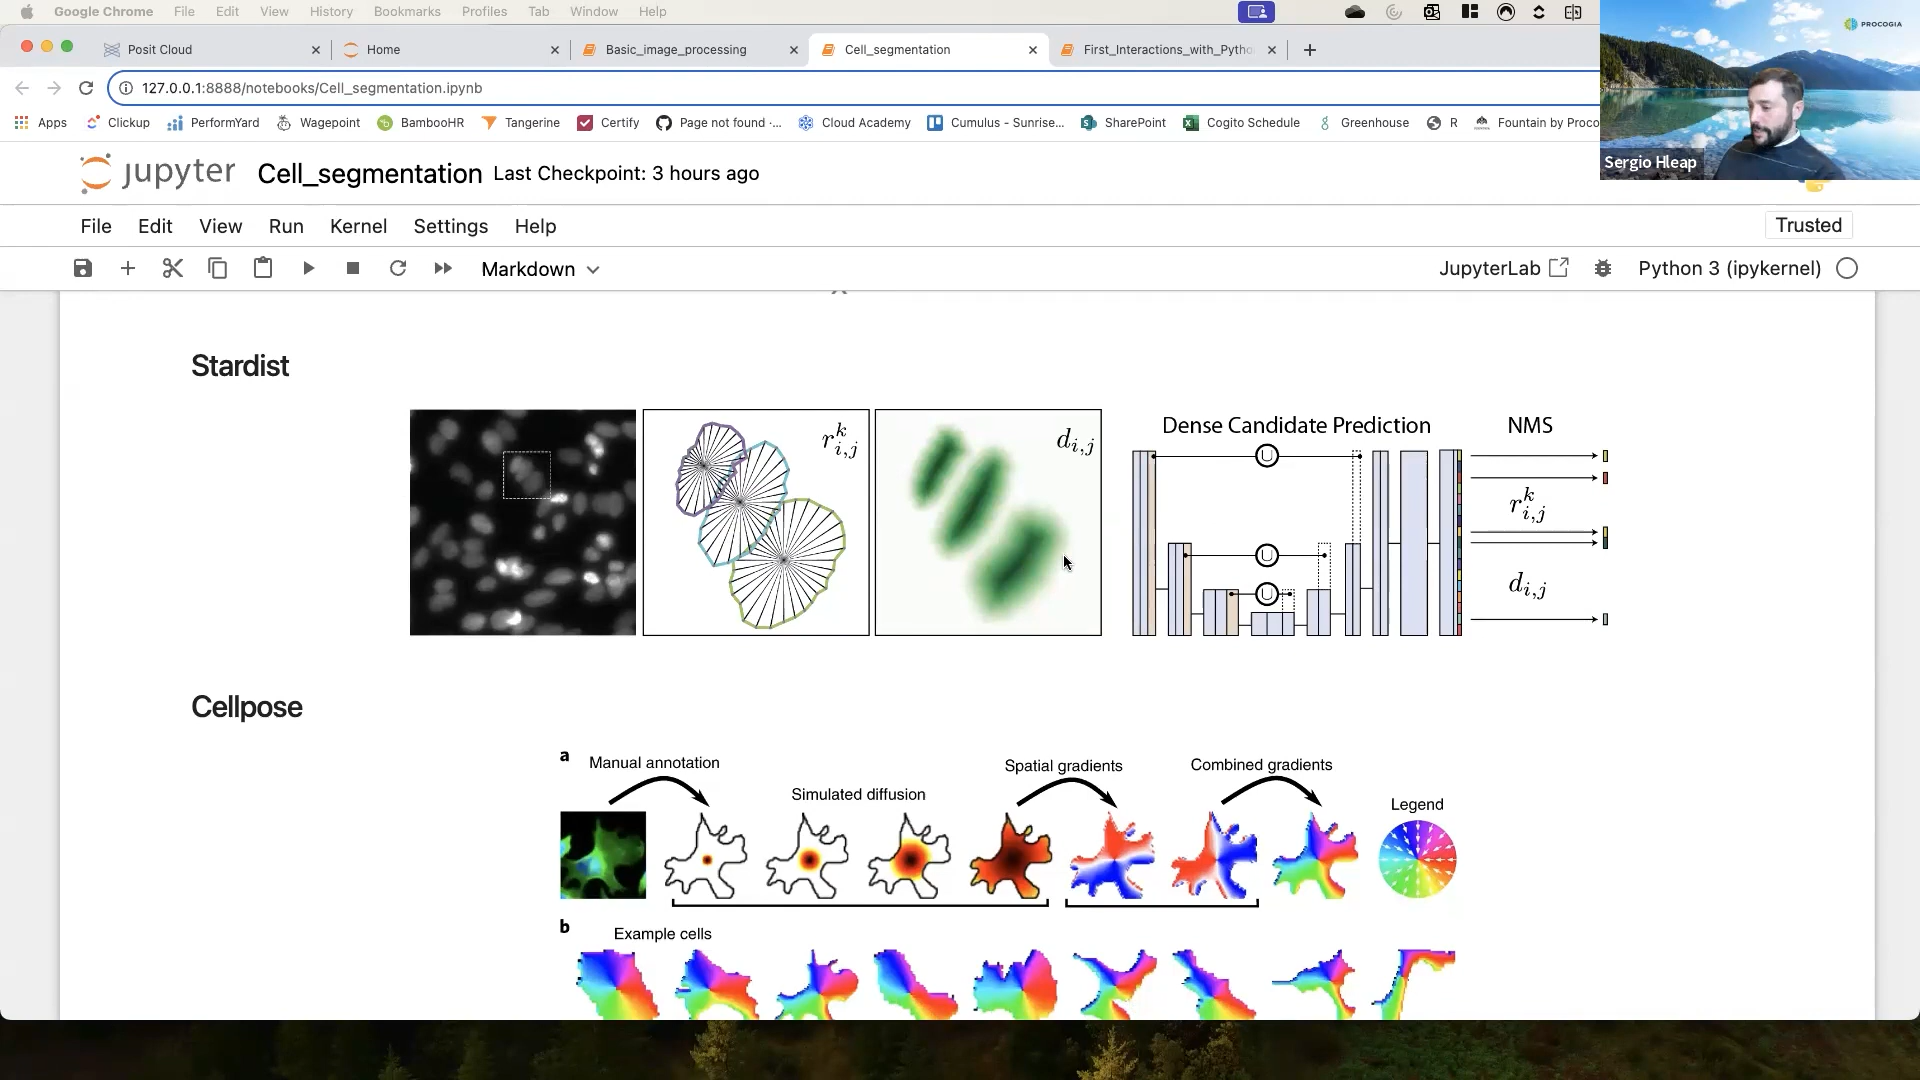 Google Chrome File Edit View History Bookmarks Profiles Tab Window Help
PROCOGIA
Posit Cloud Home Basic_image_processing Cell_segmentation First_Interactions_with_Pytho
127.0.0.1:8888/notebooks/Cell_segmentation.ipynb
Apps Clickup PerformYard Wagepoint BambooHR Tangerine Certify Page not found -... Cloud Academy Cumulus - Sunrise... SharePoint Cogito Schedule Greenhouse R Fountain by Proco
Sergio Hleap
jupyter Cell_segmentation Last Checkpoint: 3 hours ago
File Edit View Run Kernel Settings Help
Trusted
Markdown JupyterLab Python 3 (ipykernel)
Stardist
r^k_{i,j} d_{i,j} Dense Candidate Prediction NMS
U
U
U
r^k_{i,j}
d_{i,j}
Cellpose
a Manual annotation Simulated diffusion Spatial gradients Combined gradients Legend
b Example cells